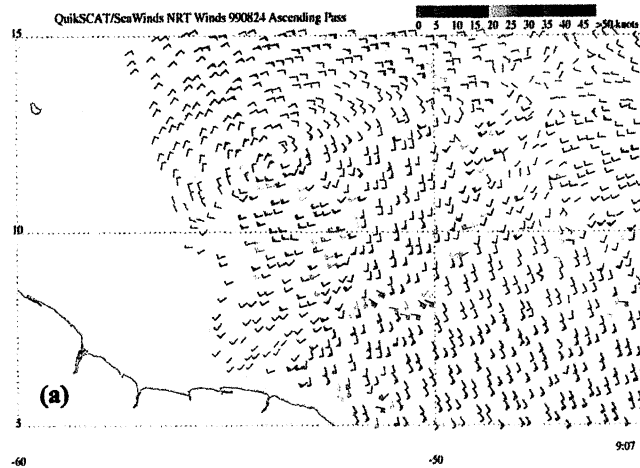 QuikSCAT/SeaWinds NRT Winds 990824 Ascending Pass
0 5 10 15 20 25 30 35 40 45 >50-knots
15
10
(a)
5
-60
-50
9:07